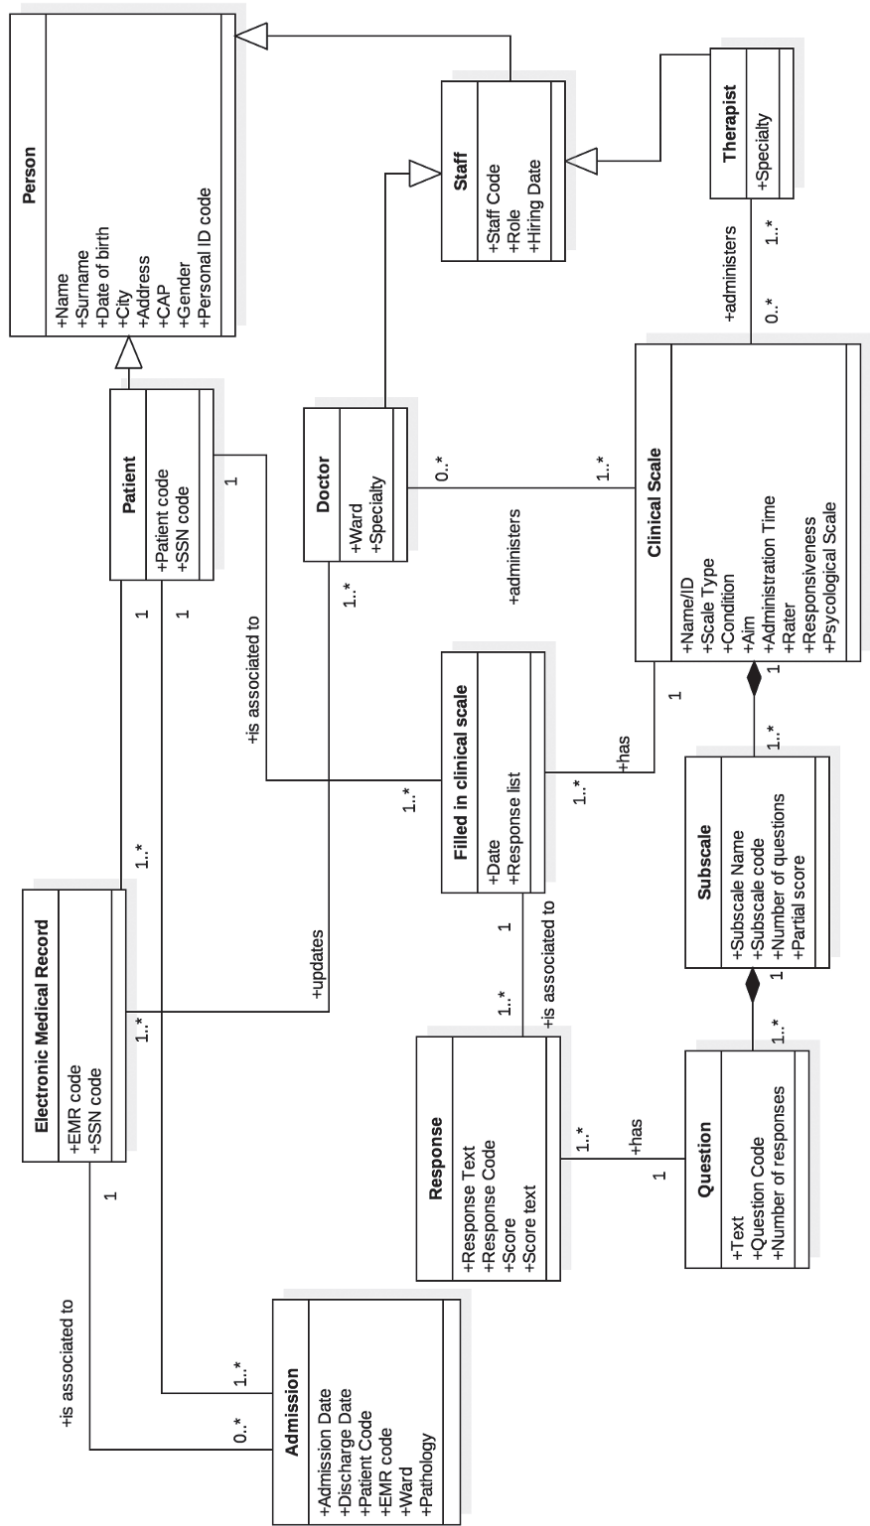 Person
+Name
+Surname
+Date of birth
+City
+Address
+CAP
+Gender
+Personal ID code
Patient
+Patient code
+SSN code
Electronic Medical Record
+EMR code
+SSN code
Staff
+Staff Code
+Role
+Hiring Date
Doctor
+Ward
+Specialty
Therapist
+Specialty
Admission
+Admission Date
+Discharge Date
+Patient Code
+EMR code
+Ward
+Pathology
Response
+Response Text
+Response Code
+Score
+Score text
Filled in clinical scale
+Date
+Response list
Clinical Scale
+Name/ID
+Scale Type
+Condition
+Aim
+Administration Time
+Rater
+Responsiveness
+Psycological Scale
Subscale
+Subscale Name
+Subscale code
+Number of questions
+Partial score
Question
+Text
+Question Code
+Number of responses
+is associated to
1
0..*
1
1..*
1
1..*
+is associated to
1
1..*
+updates
1..*
1..*
+administers
0..*
1..*
+administers
1..*
0..*
+has
1..*
1
+is associated to
1
1..*
+has
1..*
1
1
1..*
1
1..*